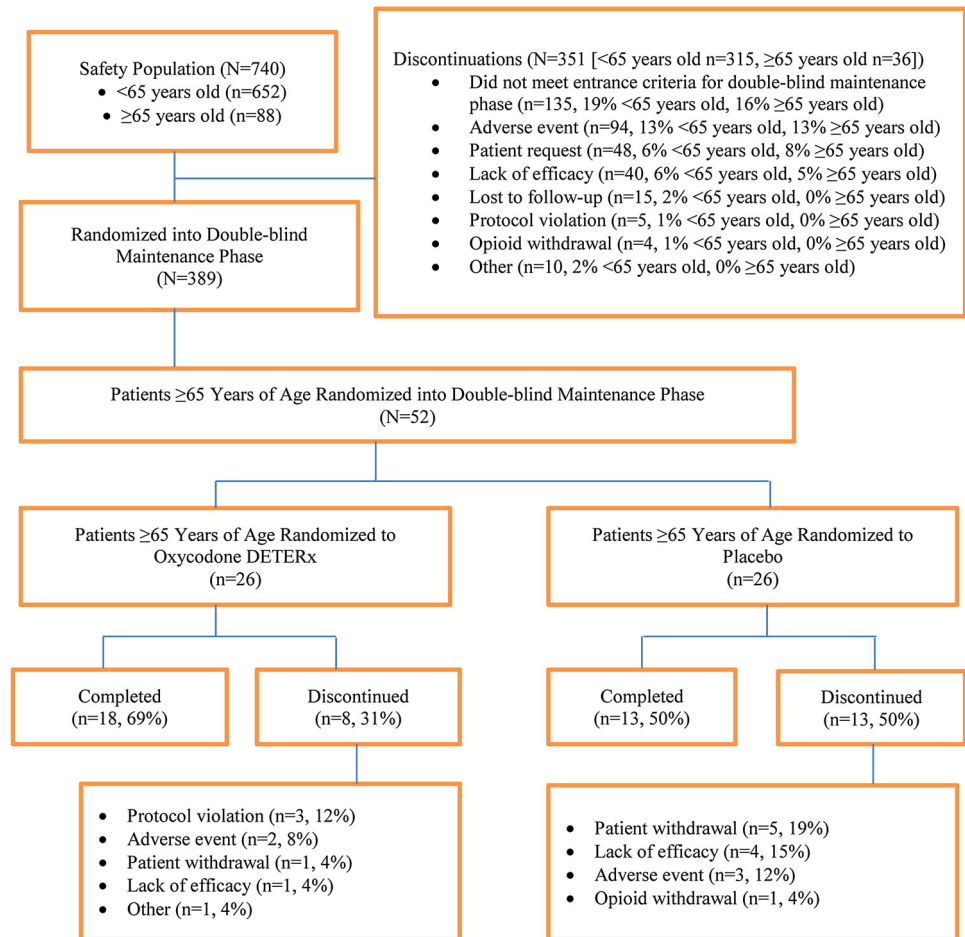 Safety Population (N=740)
• <65 years old (n=652)
• ≥65 years old (n=88)
Discontinuations (N=351 [<65 years old n=315, ≥65 years old n=36])
• Did not meet entrance criteria for double-blind maintenance
phase (n=135, 19% <65 years old, 16% ≥65 years old)
• Adverse event (n=94, 13% <65 years old, 13% ≥65 years old)
• Patient request (n=48, 6% <65 years old, 8% ≥65 years old)
• Lack of efficacy (n=40, 6% <65 years old, 5% ≥65 years old)
• Lost to follow-up (n=15, 2% <65 years old, 0% ≥65 years old)
• Protocol violation (n=5, 1% <65 years old, 0% ≥65 years old)
• Opioid withdrawal (n=4, 1% <65 years old, 0% ≥65 years old)
• Other (n=10, 2% <65 years old, 0% ≥65 years old)
Randomized into Double-blind
Maintenance Phase
(N=389)
Patients ≥65 Years of Age Randomized into Double-blind Maintenance Phase
(N=52)
Patients ≥65 Years of Age Randomized to
Oxycodone DETERx
(n=26)
Patients ≥65 Years of Age Randomized to
Placebo
(n=26)
Completed
(n=18, 69%)
Discontinued
(n=8, 31%)
Completed
(n=13, 50%)
Discontinued
(n=13, 50%)
• Protocol violation (n=3, 12%)
• Adverse event (n=2, 8%)
• Patient withdrawal (n=1, 4%)
• Lack of efficacy (n=1, 4%)
• Other (n=1, 4%)
• Patient withdrawal (n=5, 19%)
• Lack of efficacy (n=4, 15%)
• Adverse event (n=3, 12%)
• Opioid withdrawal (n=1, 4%)